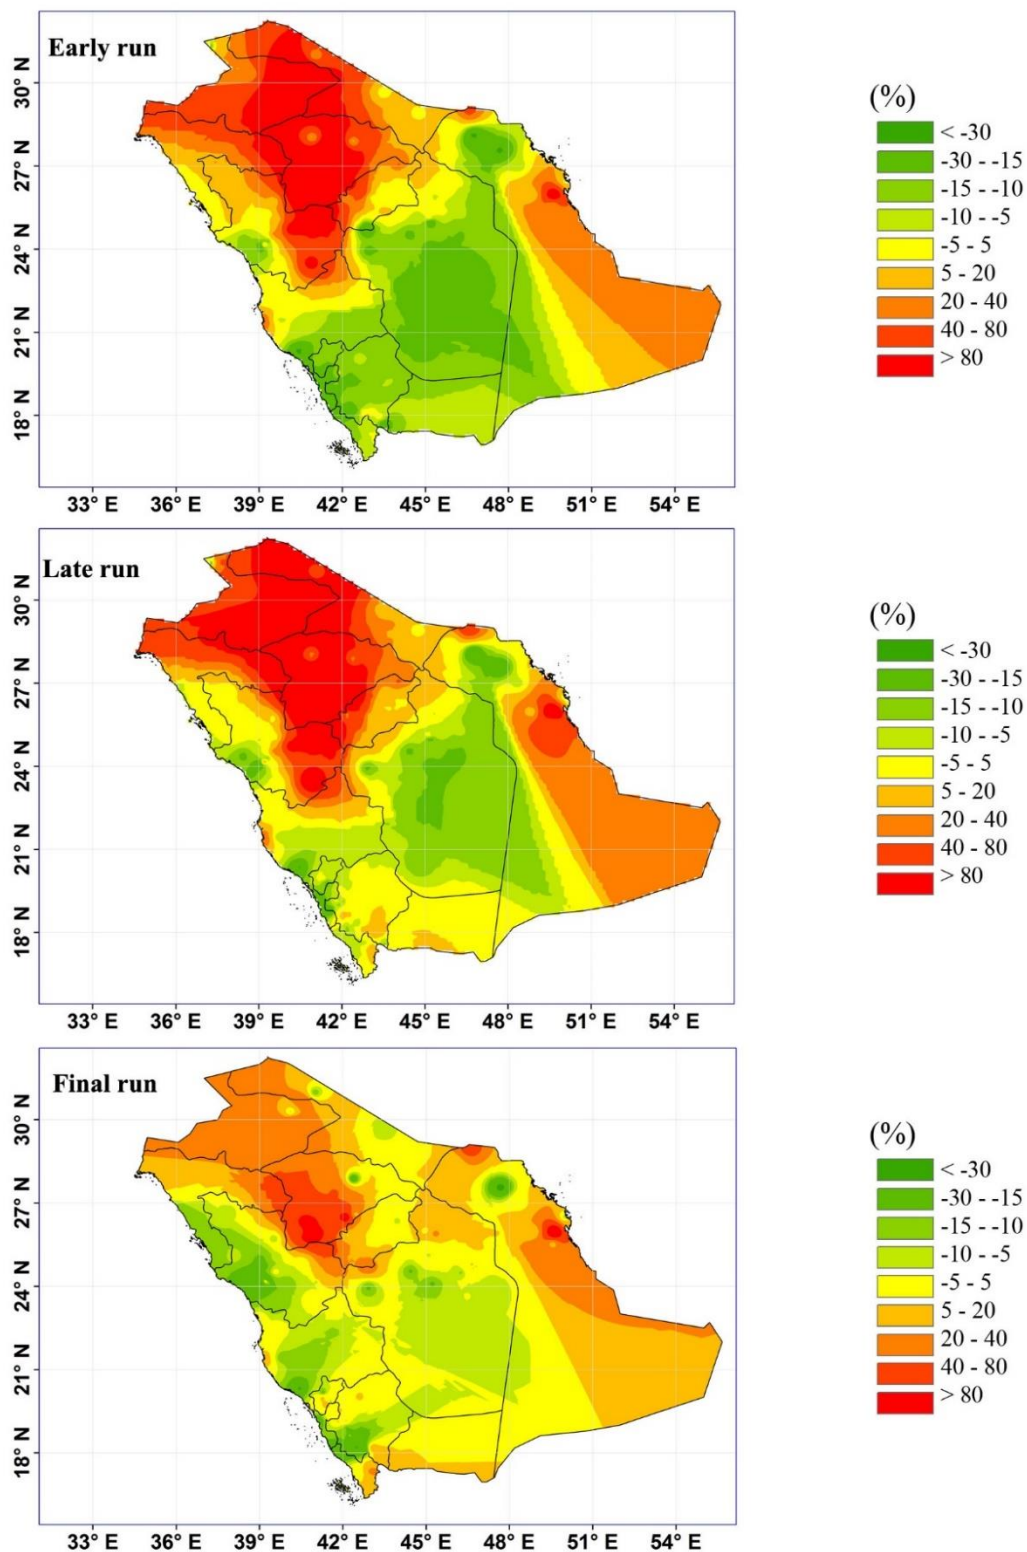 Early run
30° N
27° N
24° N
21° N
18° N
33° E 36° E 39° E 42° E 45° E 48° E 51° E 54° E
(%)
< -30
-30 - -15
-15 - -10
-10 - -5
-5 - 5
5 - 20
20 - 40
40 - 80
> 80
Late run
30° N
27° N
24° N
21° N
18° N
33° E 36° E 39° E 42° E 45° E 48° E 51° E 54° E
(%)
< -30
-30 - -15
-15 - -10
-10 - -5
-5 - 5
5 - 20
20 - 40
40 - 80
> 80
Final run
30° N
27° N
24° N
21° N
18° N
33° E 36° E 39° E 42° E 45° E 48° E 51° E 54° E
(%)
< -30
-30 - -15
-15 - -10
-10 - -5
-5 - 5
5 - 20
20 - 40
40 - 80
> 80